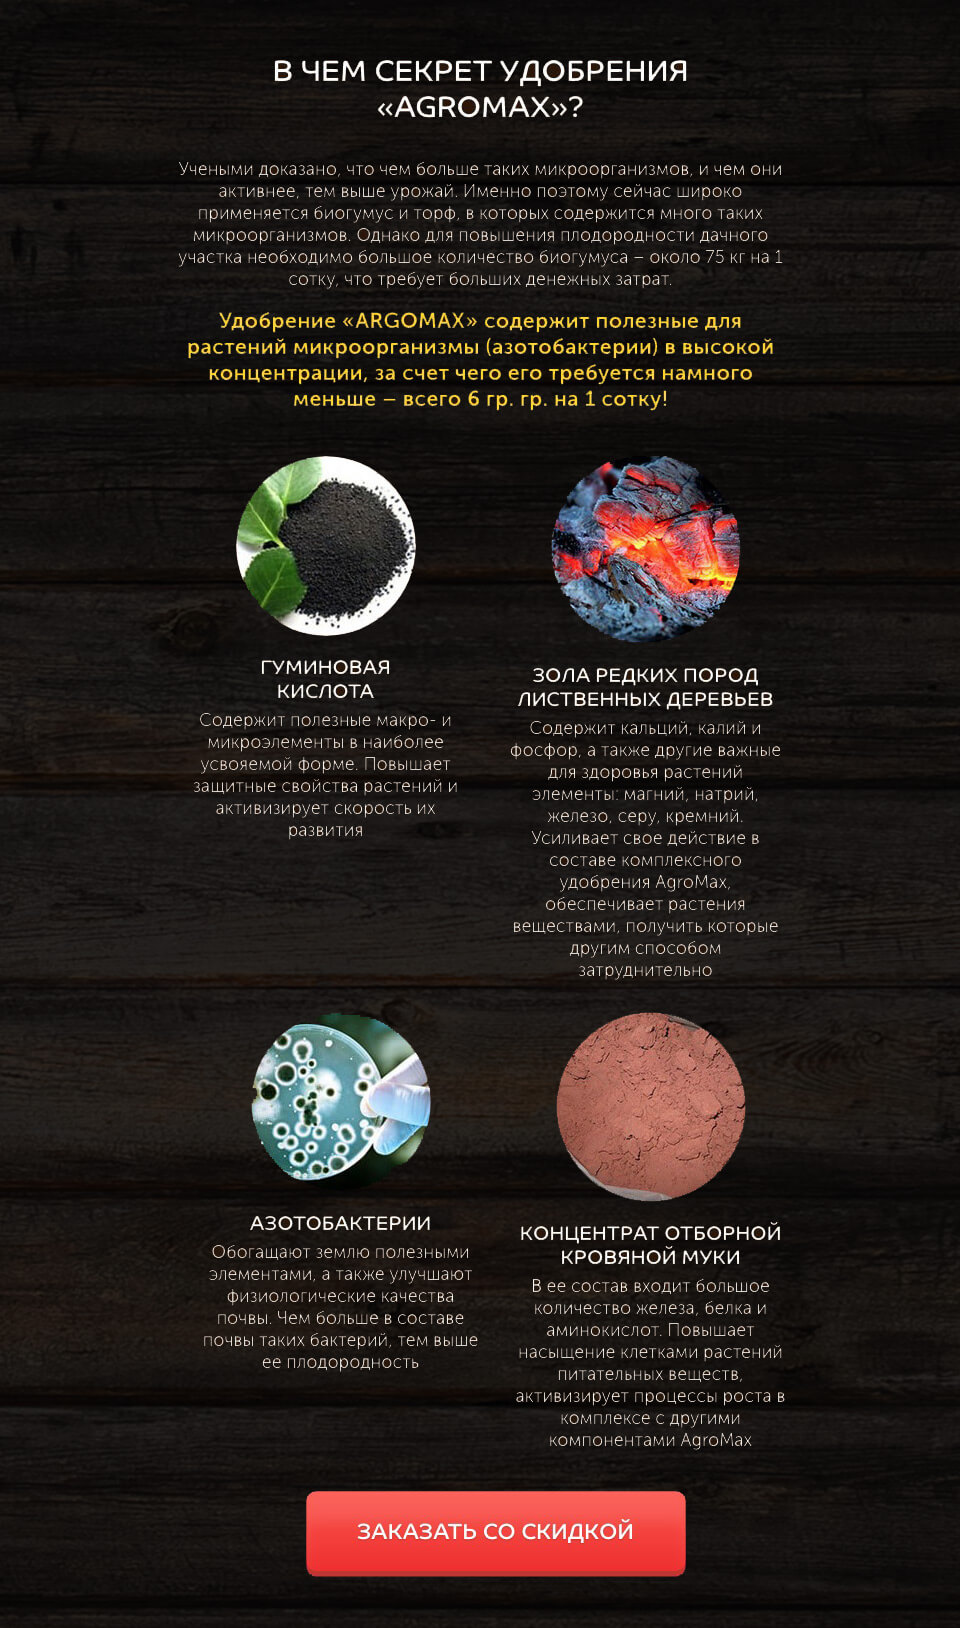 В ЧЕМ СЕКРЕТ УДОБРЕНИЯ
«AGROMAX»?
Учеными доказано, что чем больше таких микроорганизмов, и чем они
активнее, тем выше урожай. Именно поэтому сейчас широко
применяется биогумус и торф, в которых содержится много таких
микроорганизмов. Однако для повышения плодородности дачного
участка необходимо большое количество биогумуса – около 75 кг на 1
сотку, что требует больших денежных затрат.
Удобрение «ARGOMAX» содержит полезные для
растений микроорганизмы (азотобактерии) в высокой
концентрации, за счет чего его требуется намного
меньше – всего 6 гр. гр. на 1 сотку!
ГУМИНОВАЯ
КИСЛОТА
Содержит полезные макро- и
микроэлементы в наиболее
усвояемой форме. Повышает
защитные свойства растений и
активизирует скорость их
развития
ЗОЛА РЕДКИХ ПОРОД
ЛИСТВЕННЫХ ДЕРЕВЬЕВ
Содержит кальций, калий и
фосфор, а также другие важные
для здоровья растений
элементы: магний, натрий,
железо, серу, кремний.
Усиливает свое действие в
составе комплексного
удобрения AgroMax,
обеспечивает растения
веществами, получить которые
другим способом
затруднительно
АЗОТОБАКТЕРИИ
Обогащают землю полезными
элементами, а также улучшают
физиологические качества
почвы. Чем больше в составе
почвы таких бактерий, тем выше
ее плодородность
КОНЦЕНТРАТ ОТБОРНОЙ
КРОВЯНОЙ МУКИ
В ее состав входит большое
количество железа, белка и
аминокислот. Повышает
насыщение клетками растений
питательных веществ,
активизирует процессы роста в
комплексе с другими
компонентами AgroMax
ЗАКАЗАТЬ СО СКИДКОЙ